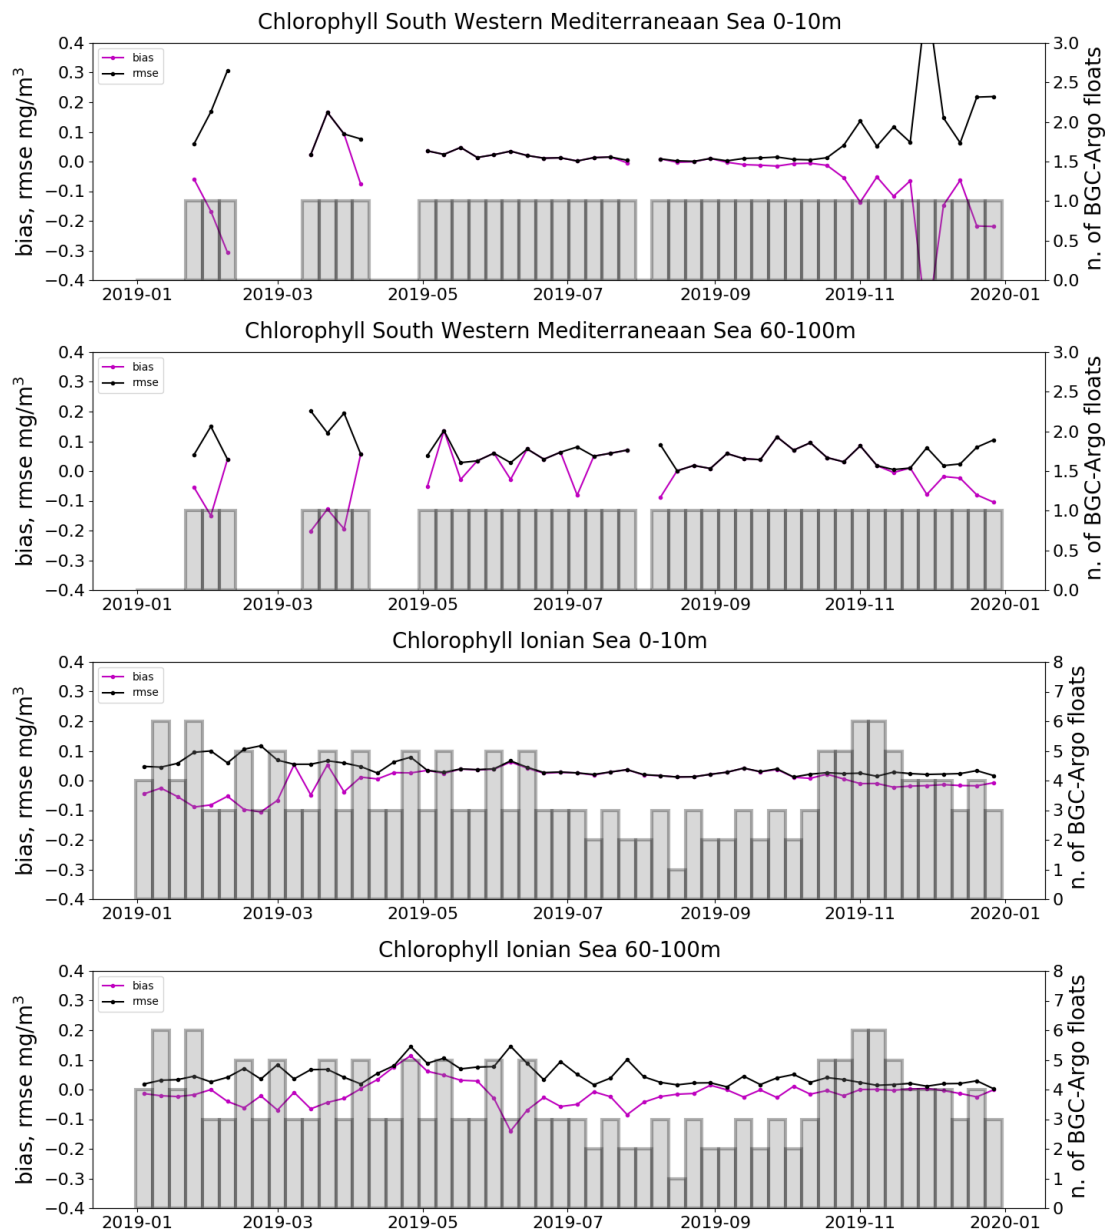 Chlorophyll South Western Mediterraneaan Sea 0-10m
bias, rmse mg/m³
n. of BGC-Argo floats
bias
rmse
0.4
0.3
0.2
0.1
0.0
−0.1
−0.2
−0.3
−0.4
3.0
2.5
2.0
1.5
1.0
0.5
0.0
2019-01 2019-03 2019-05 2019-07 2019-09 2019-11 2020-01
Chlorophyll South Western Mediterraneaan Sea 60-100m
bias, rmse mg/m³
n. of BGC-Argo floats
bias
rmse
0.4
0.3
0.2
0.1
0.0
−0.1
−0.2
−0.3
−0.4
3.0
2.5
2.0
1.5
1.0
0.5
0.0
2019-01 2019-03 2019-05 2019-07 2019-09 2019-11 2020-01
Chlorophyll Ionian Sea 0-10m
bias, rmse mg/m³
n. of BGC-Argo floats
bias
rmse
0.4
0.3
0.2
0.1
0.0
−0.1
−0.2
−0.3
−0.4
8
7
6
5
4
3
2
1
0
2019-01 2019-03 2019-05 2019-07 2019-09 2019-11 2020-01
Chlorophyll Ionian Sea 60-100m
bias, rmse mg/m³
n. of BGC-Argo floats
bias
rmse
0.4
0.3
0.2
0.1
0.0
−0.1
−0.2
−0.3
−0.4
8
7
6
5
4
3
2
1
0
2019-01 2019-03 2019-05 2019-07 2019-09 2019-11 2020-01